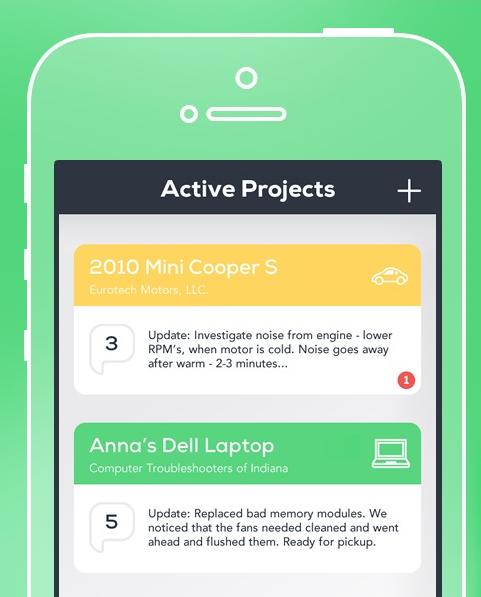 Active Projects
2010 Mini Cooper S
Eurotech Motors, LLC.
3
Update: Investigate noise from engine - lower
RPM’s, when motor is cold. Noise goes away
after warm - 2-3 minutes...
1
Anna’s Dell Laptop
Computer Troubleshooters of Indiana
5
Update: Replaced bad memory modules. We
noticed that the fans needed cleaned and went
ahead and flushed them. Ready for pickup.